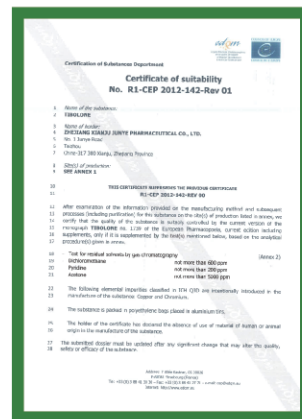 edqm
Certification of Substances Department
Certificate of suitability
No. R1-CEP 2012-142-Rev 01
1 Name of the substance:
2 TIBOLONE
3 Name of holder:
4 ZHEJIANG XIANJU JUNYE PHARMACEUTICAL CO., LTD.
5 No. 1 Junye Road
6 Taozhu
7 China-317 300 Xianju, Zhejiang Province
8 Site(s) of production:
9 SEE ANNEX 1
10 THIS CERTIFICATE SUPERSEDES THE PREVIOUS CERTIFICATE
11 R1-CEP 2012-142-REV 00
12 After examination of the information provided on the manufacturing method and subsequent
13 processes (including purification) for this substance on the site(s) of production listed in annex, we
14 certify that the quality of the substance is suitably controlled by the current version of the
15 monograph TIBOLONE no. 1739 of the European Pharmacopoeia, current edition including
16 supplements, only if it is supplemented by the test(s) mentioned below, based on the analytical
17 procedure(s) given in annex.
18 - Test for residual solvents by gas chromatography (Annex 2)
19 Dichloromethane not more than 600 ppm
20 Pyridine not more than 200 ppm
21 Acetone not more than 5000 ppm
22 The following elemental impurities classified in ICH Q3D are intentionally introduced in the
23 manufacture of the substance: Copper and Chromium.
24 The substance is packed in polyethylene bags placed in aluminium tins.
25 The holder of the certificate has declared the absence of use of material of human or animal
26 origin in the manufacture of the substance.
27 The submitted dossier must be updated after any significant change that may alter the quality,
28 safety or efficacy of the substance.